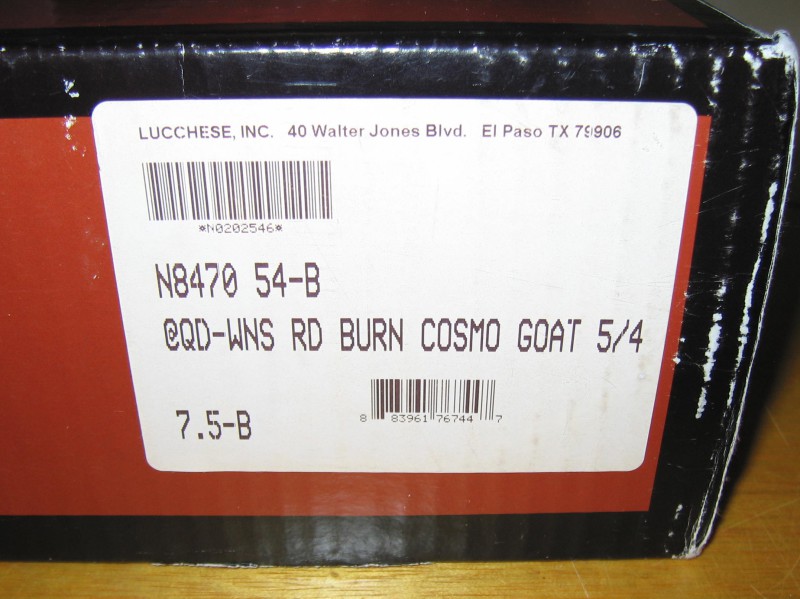 LUCCHESE, INC. 40 Walter Jones Blvd. El Paso TX 79906
*N0202546*
N8470 54-B
@QD-WNS RD BURN COSMO GOAT 5/4
7.5-B
8 83961 76744 7